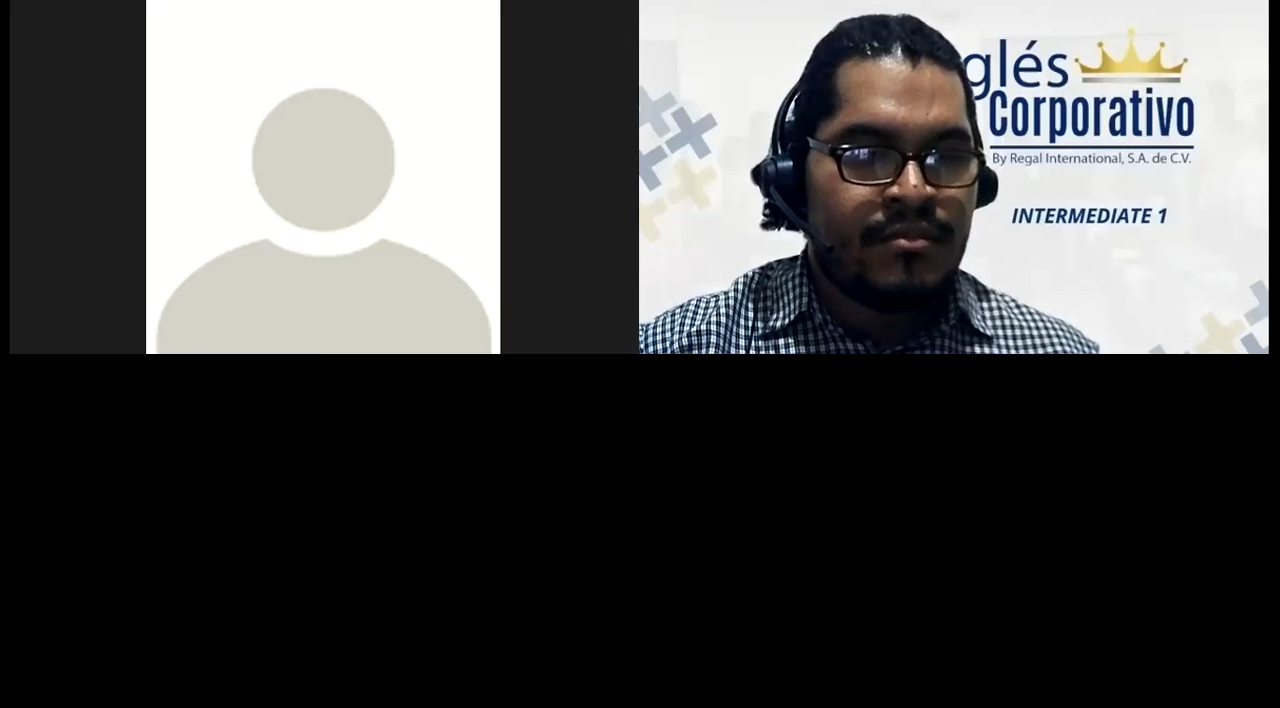 glés
Corporativo
By Regal International, S.A. de C.V.
INTERMEDIATE 1